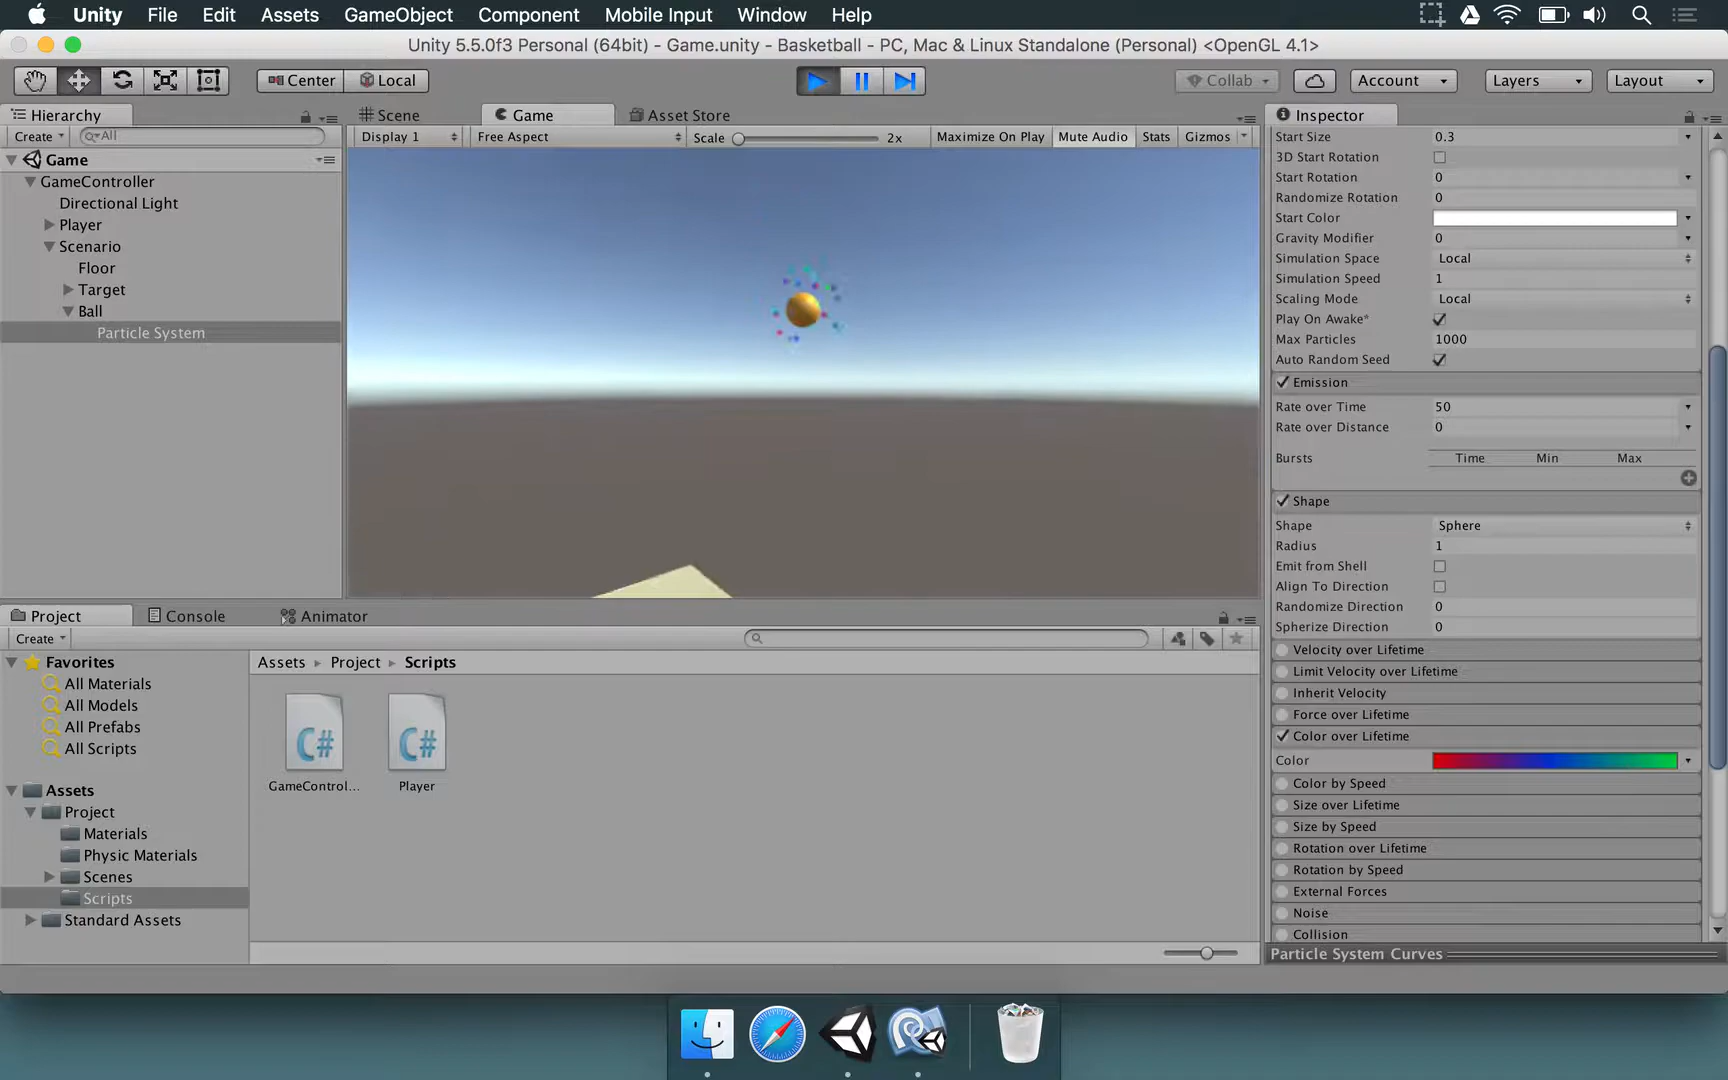 Unity File Edit Assets GameObject Component Mobile Input Window Help
Unity 5.5.0f3 Personal (64bit) - Game.unity - Basketball - PC, Mac & Linux Standalone (Personal) <OpenGL 4.1>
Center Local Collab Account Layers Layout
Hierarchy
Create All
Game
GameController
Directional Light
Player
Scenario
Floor
Target
Ball
Particle System
Scene Game Asset Store
Display 1 Free Aspect Scale 2x Maximize On Play Mute Audio Stats Gizmos
Inspector
Start Size 0.3
3D Start Rotation
Start Rotation 0
Randomize Rotation 0
Start Color
Gravity Modifier 0
Simulation Space Local
Simulation Speed 1
Scaling Mode Local
Play On Awake*
Max Particles 1000
Auto Random Seed
Emission
Rate over Time 50
Rate over Distance 0
Bursts Time Min Max
Shape
Shape Sphere
Radius 1
Emit from Shell
Align To Direction
Randomize Direction 0
Spherize Direction 0
Velocity over Lifetime
Limit Velocity over Lifetime
Inherit Velocity
Force over Lifetime
Color over Lifetime
Color
Color by Speed
Size over Lifetime
Size by Speed
Rotation over Lifetime
Rotation by Speed
External Forces
Noise
Collision
Particle System Curves
Project Console Animator
Create
Favorites
All Materials
All Models
All Prefabs
All Scripts
Assets
Project
Materials
Physic Materials
Scenes
Scripts
Standard Assets
Assets Project Scripts
C# C#
GameControl... Player